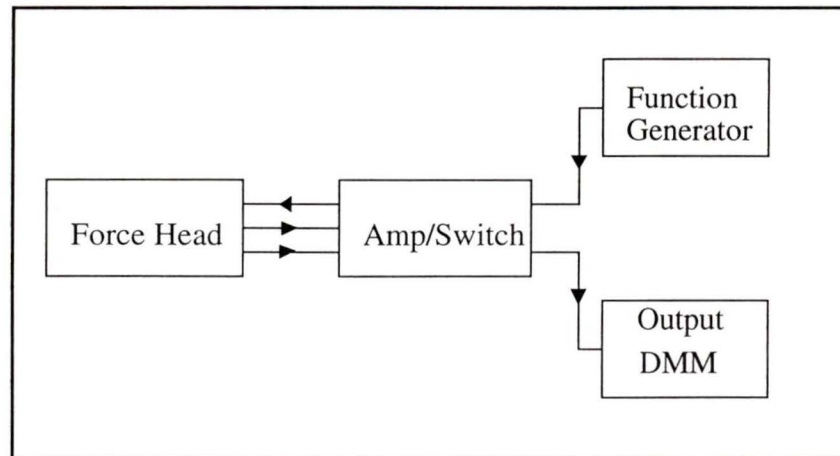 Function
Generator
Force Head
Amp/Switch
Output
DMM